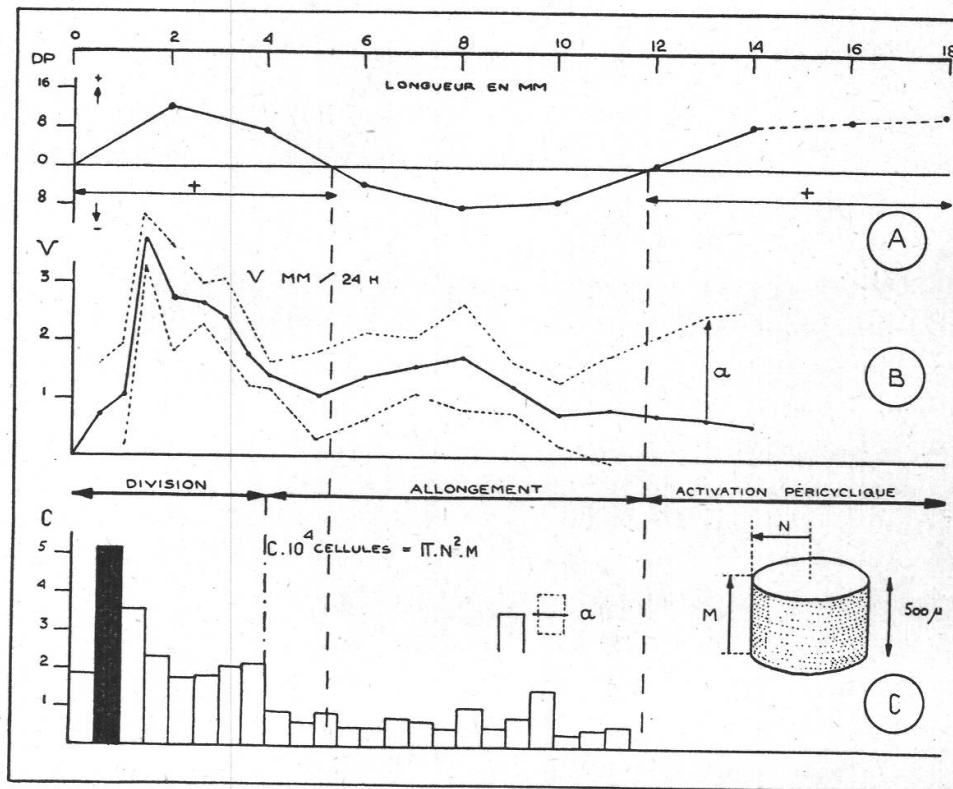 0 2 4 6 8 10 12 14 16 18
DP
LONGUEUR EN MM
16
+
8
0
+ +
8
-
A
V
V MM / 24 H
3
2
1
a
B
DIVISION ALLONGEMENT ACTIVATION PÉRICYCLIQUE
C
C.10⁴ CELLULES = Π.N².M
5
4
3
2
1
a
N
M
500 µ
C